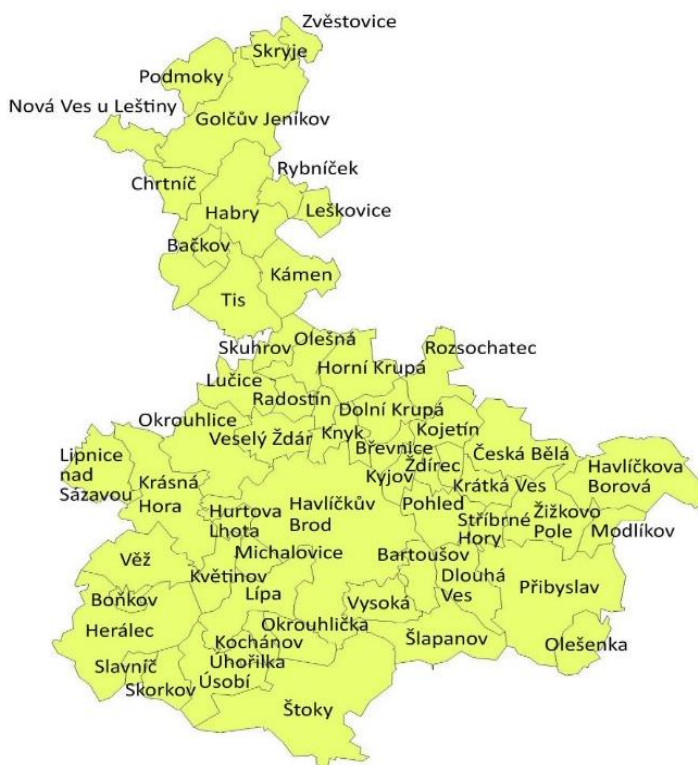 Zvěstovice
Skryje
Podmoky
Nová Ves u Leštiny
Golčův Jeníkov
Rybníček
Chrtníč
Leškovice
Habry
Bačkov
Kámen
Tis
Olešná
Skuhrov
Rozsochatec
Horní Krupá
Lučice
Radostín
Dolní Krupá
Okrouhlice
Kojetín
Veselý Ždár
Knyk
Břevnice
Česká Bělá
Lipnice
nad
Sázavou
Ždírec
Havlíčkova
Borová
Kyjov
Krátká Ves
Krásná
Hora
Havlíčkův
Brod
Pohled
Hurtova
Lhota
Stříbrné
Hory
Žižkovo
Pole
Modlíkov
Michalovice
Bartoušov
Věž
Květinov
Dlouhá
Ves
Přibyslav
Lípa
Boňkov
Vysoká
Okrouhlička
Herálec
Kochánov
Šlapanov
Olešenka
Slavníč
Úhořilka
Skorkov
Úsobí
Štoky